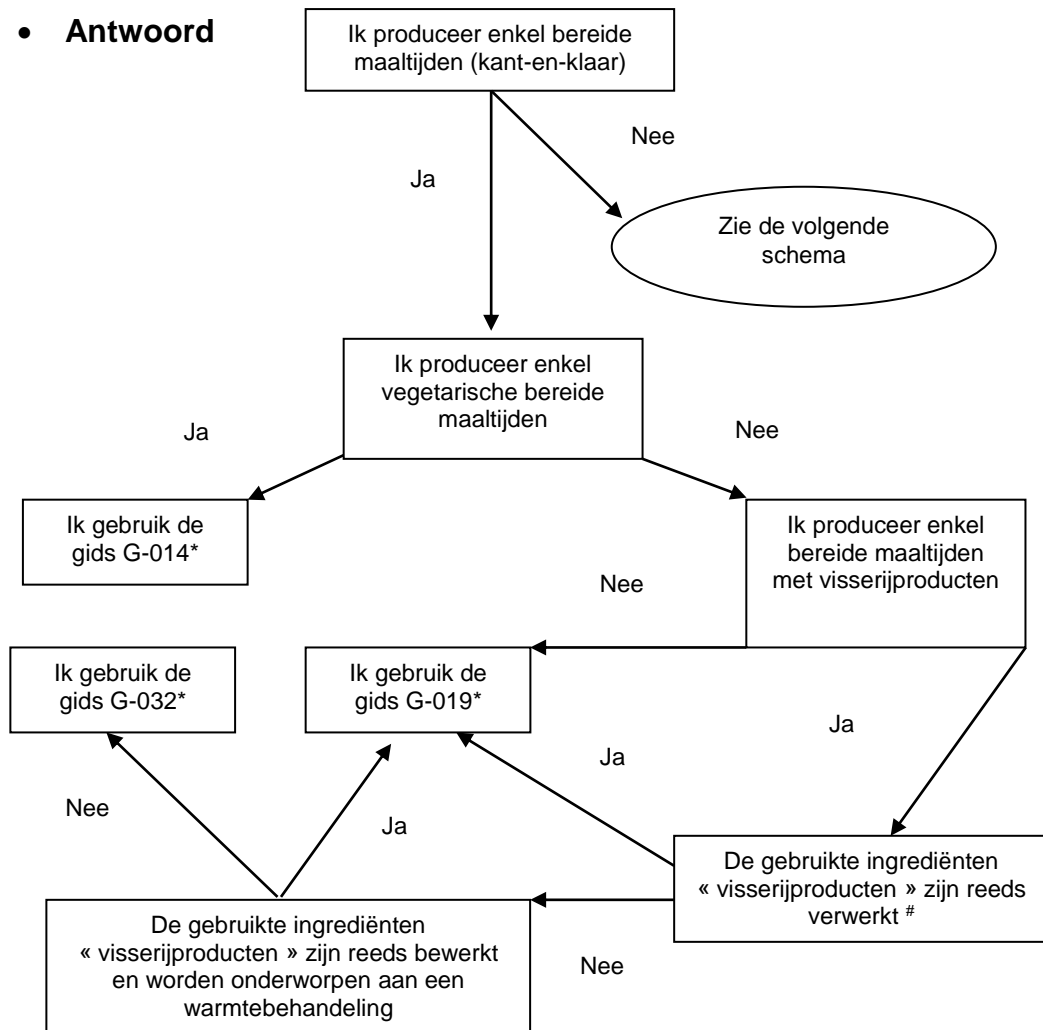 • Antwoord
Ik produceer enkel bereide
maaltijden (kant-en-klaar)
Nee
Ja
Zie de volgende
schema
Ik produceer enkel
vegetarische bereide
maaltijden
Ja
Nee
Ik gebruik de
gids G-014*
Ik produceer enkel
bereide maaltijden
met visserijproducten
Nee
Ik gebruik de
gids G-032*
Ik gebruik de
gids G-019*
Ja
Ja
Nee
Ja
De gebruikte ingrediënten
« visserijproducten » zijn reeds
verwerkt #
De gebruikte ingrediënten
« visserijproducten » zijn reeds bewerkt
en worden onderworpen aan een
warmtebehandeling
Nee